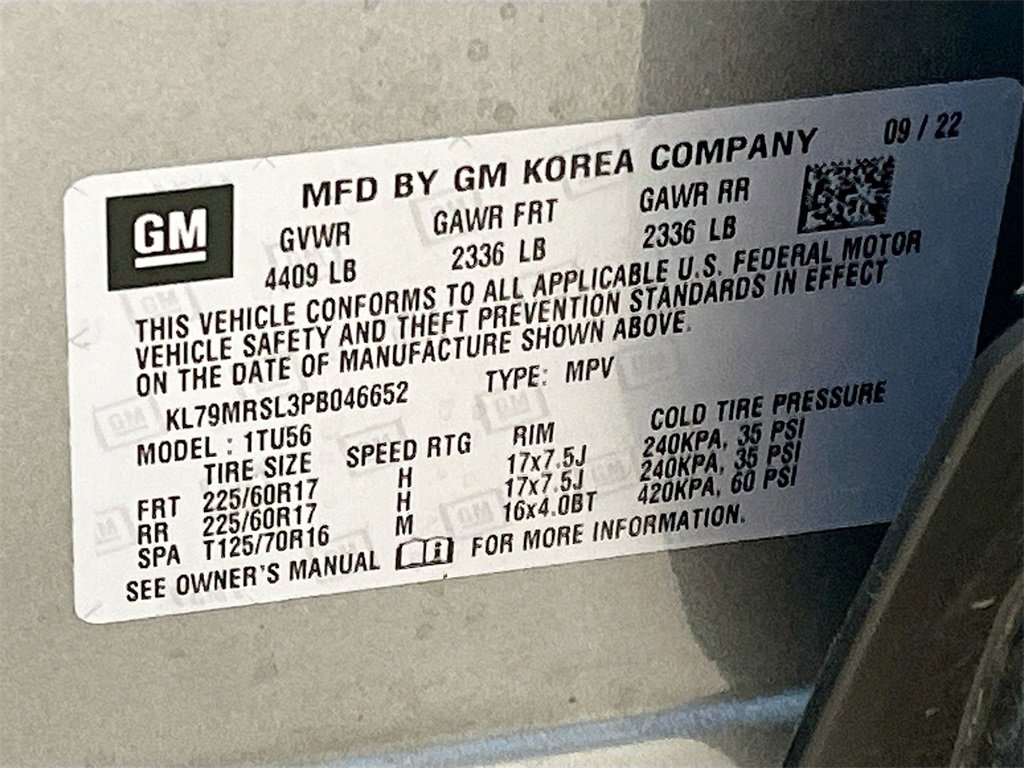 MFD BY GM KOREA COMPANY 09 / 22
GM
GVWR GAWR FRT GAWR RR
4409 LB 2336 LB 2336 LB
THIS VEHICLE CONFORMS TO ALL APPLICABLE U.S. FEDERAL MOTOR
VEHICLE SAFETY AND THEFT PREVENTION STANDARDS IN EFFECT
ON THE DATE OF MANUFACTURE SHOWN ABOVE.
KL79MRSL3PB046652 TYPE: MPV
MODEL : 1TU56
TIRE SIZE SPEED RTG RIM COLD TIRE PRESSURE
FRT 225/60R17 H 17x7.5J 240KPA, 35 PSI
RR 225/60R17 H 17x7.5J 240KPA, 35 PSI
SPA T125/70R16 M 16x4.0BT 420KPA, 60 PSI
SEE OWNER'S MANUAL FOR MORE INFORMATION.